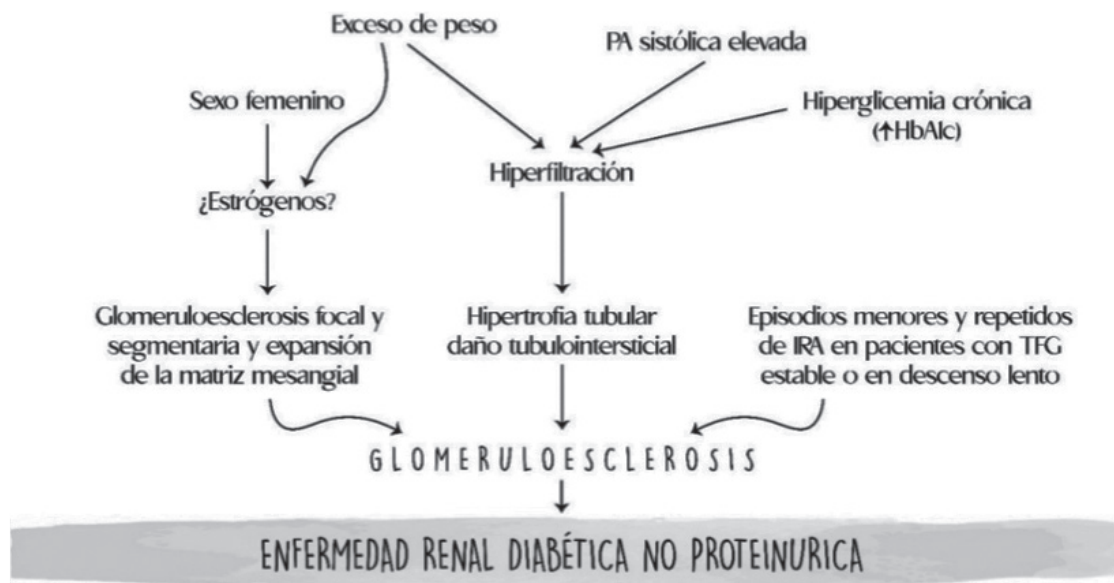 Exceso de peso
PA sistólica elevada
Sexo femenino
Hiperglicemia crónica
(↑HbA1c)
Hiperfiltración
¿Estrógenos?
Glomeruloesclerosis focal y
segmentaria y expansión
de la matriz mesangial
Hipertrofia tubular
daño tubulointersticial
Episodios menores y repetidos
de IRA en pacientes con TFG
estable o en descenso lento
GLOMERULOESCLEROSIS
ENFERMEDAD RENAL DIABÉTICA NO PROTEINURICA